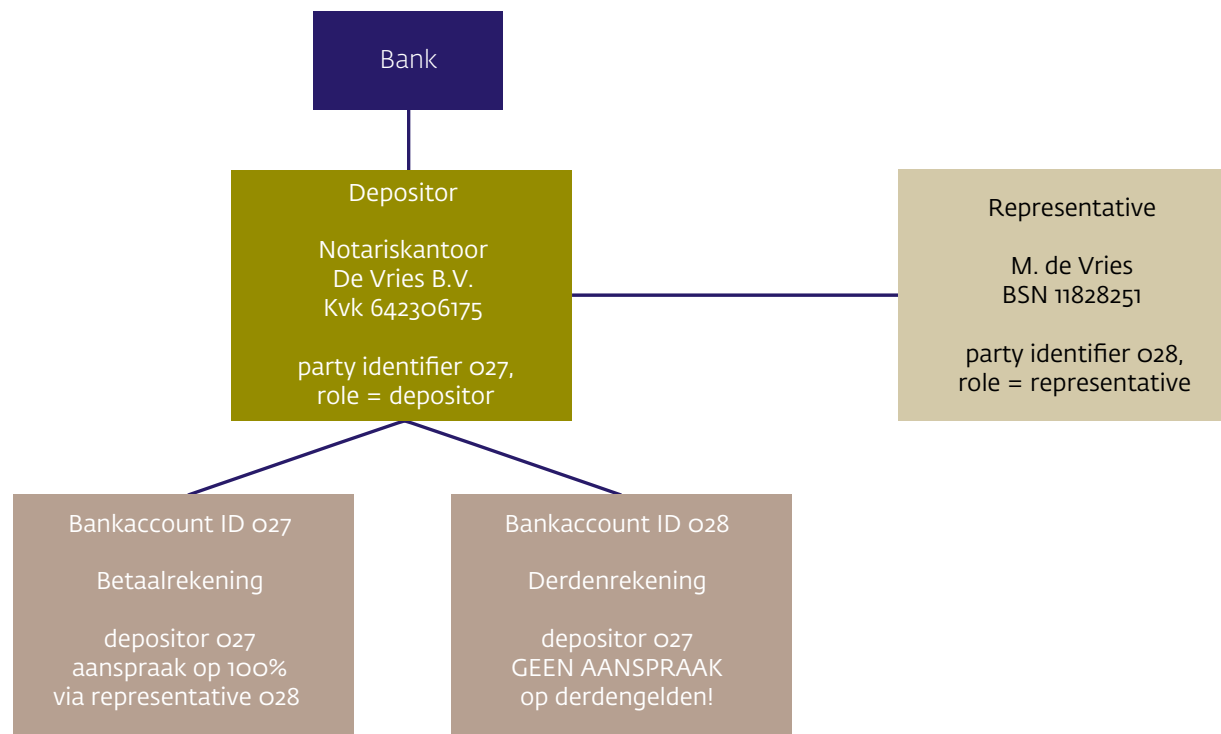 Bank
Depositor
Notariskantoor
De Vries B.V.
Kvk 642306175
party identifier 027,
role = depositor
Representative
M. de Vries
BSN 11828251
party identifier 028,
role = representative
Bankaccount ID 027
Betaalrekening
depositor 027
aanspraak op 100%
via representative 028
Bankaccount ID 028
Derdenrekening
depositor 027
GEEN AANSPRAAK
op derdengelden!